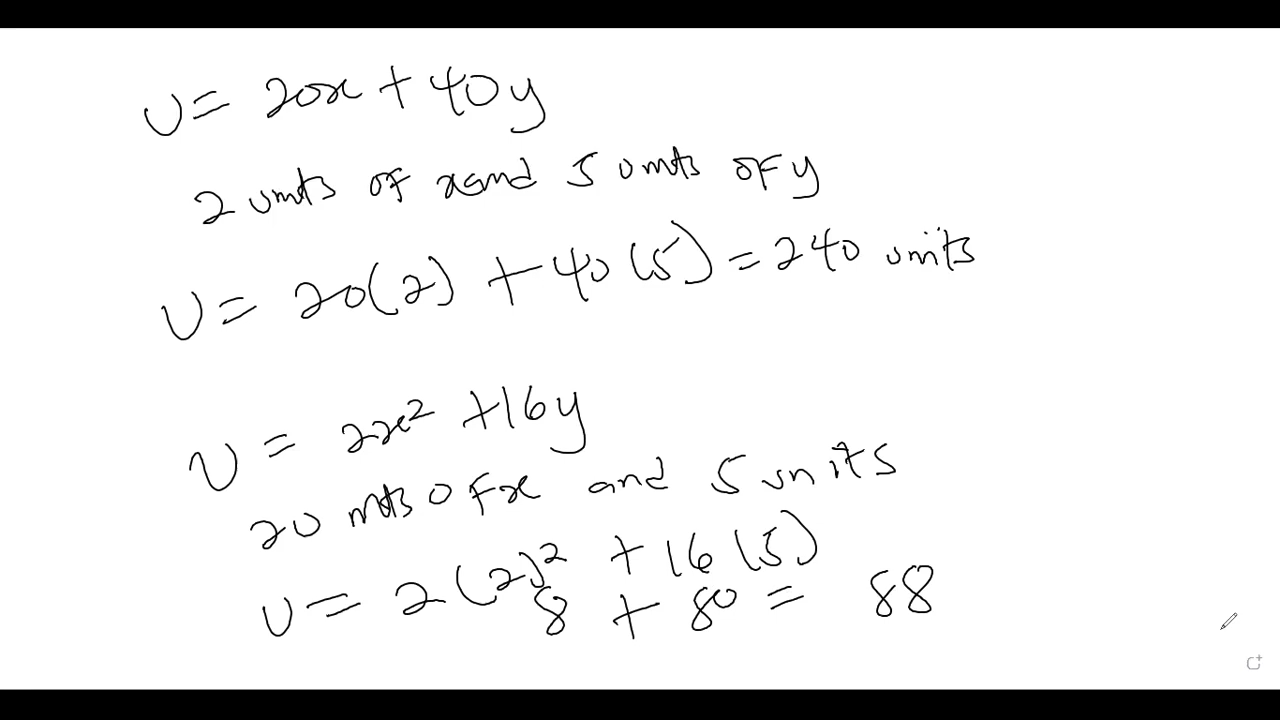 U = 20x + 40y
2 units of x and 5 units of y
U = 20(2) + 40(5) = 240 units
U = 2x² + 16y
2 units of x and 5 units
U = 2(2)² + 16(5)
8 + 80 = 88